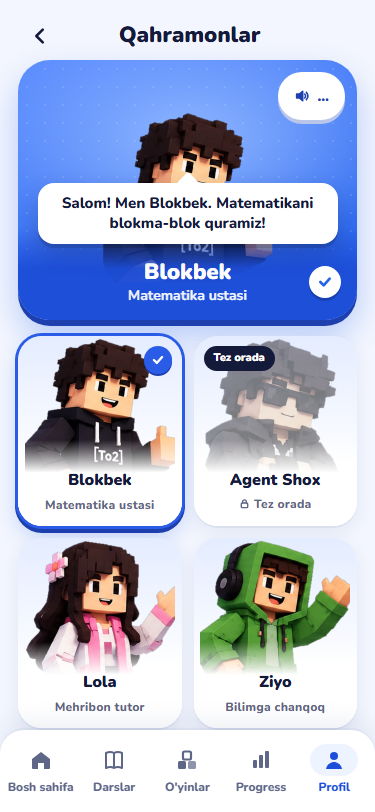 Qahramonlar
...
Salom! Men Blokbek. Matematikani
blokma-blok quramiz!
[To2]
Blokbek
Matematika ustasi
Tez orada
[To2]
Blokbek
Matematika ustasi
Agent Shox
Tez orada
Lola
Mehribon tutor
Ziyo
Bilimga chanqoq
Bosh sahifa
Darslar
O'yinlar
Progress
Profil